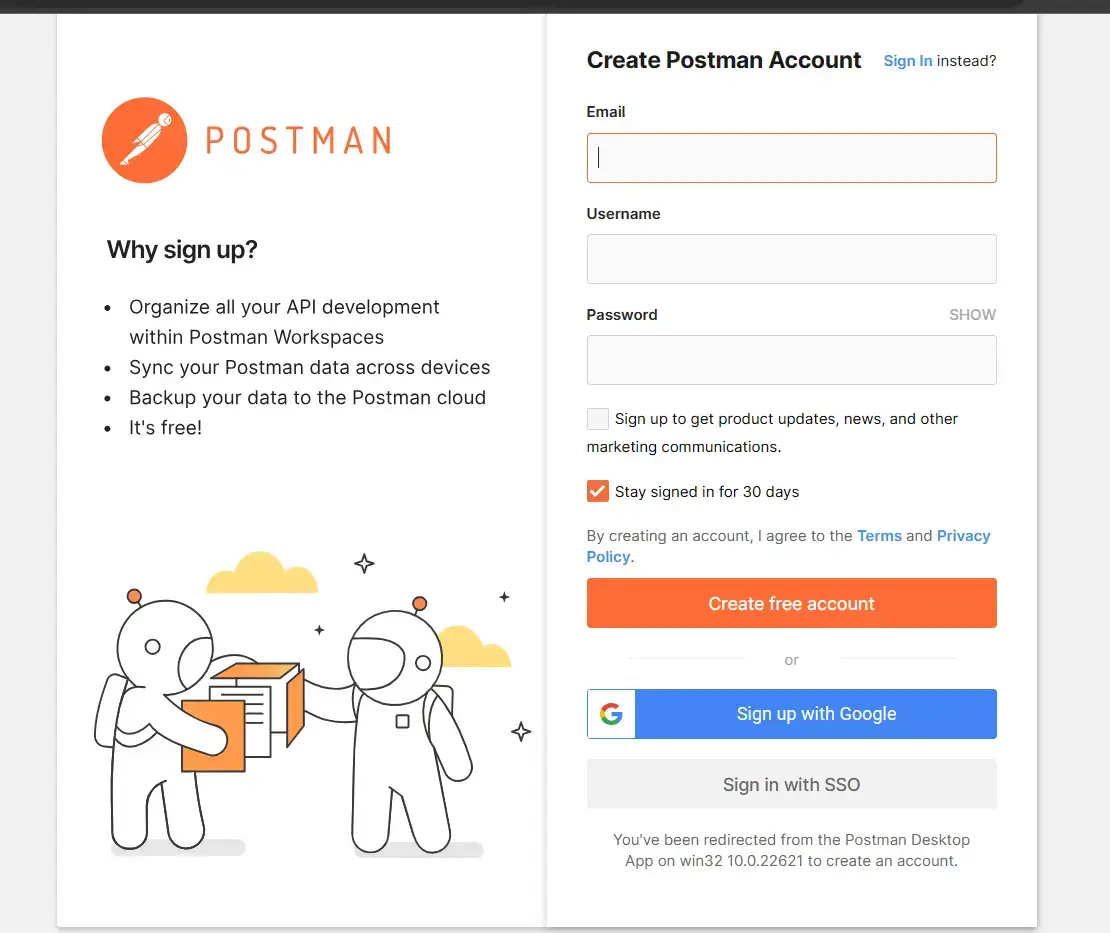 POSTMAN
Why sign up?
• Organize all your API development
within Postman Workspaces
• Sync your Postman data across devices
• Backup your data to the Postman cloud
• It's free!
Create Postman Account
Sign In instead?
Email
Username
Password
SHOW
Sign up to get product updates, news, and other
marketing communications.
Stay signed in for 30 days
By creating an account, I agree to the Terms and Privacy
Policy.
Create free account
or
Sign up with Google
Sign in with SSO
You've been redirected from the Postman Desktop
App on win32 10.0.22621 to create an account.